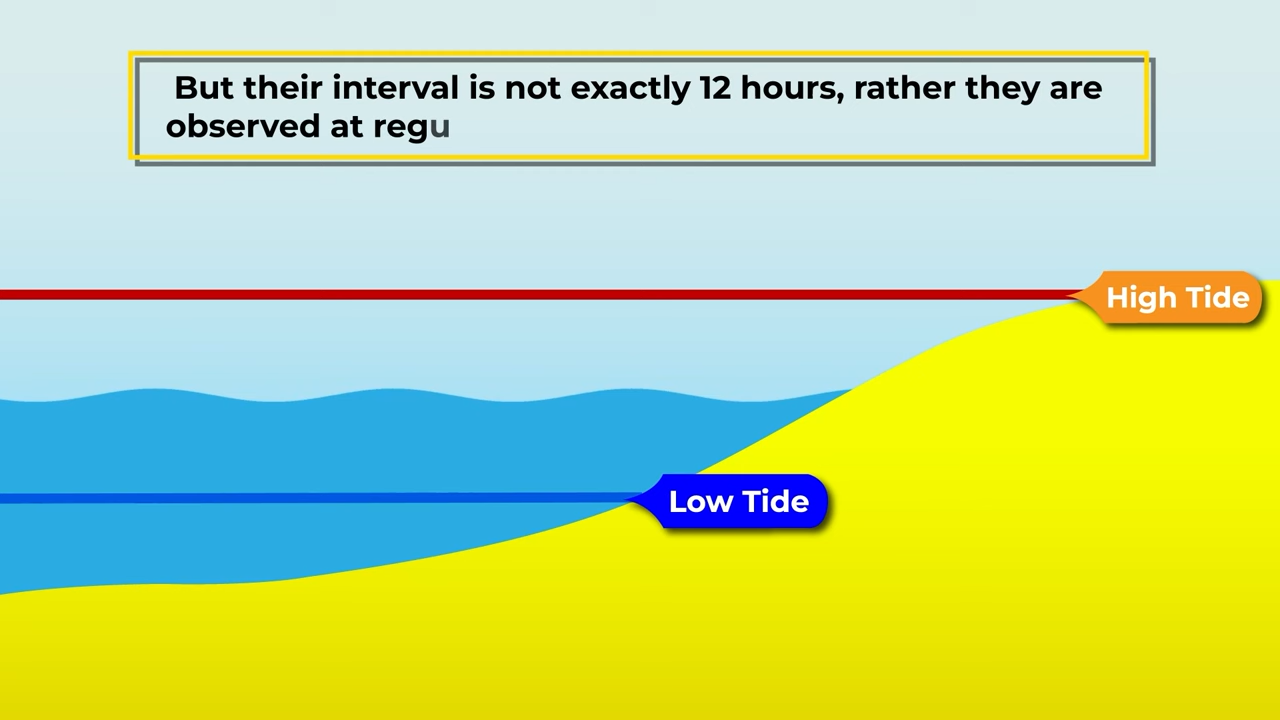 But their interval is not exactly 12 hours, rather they are
observed at regu
High Tide
Low Tide